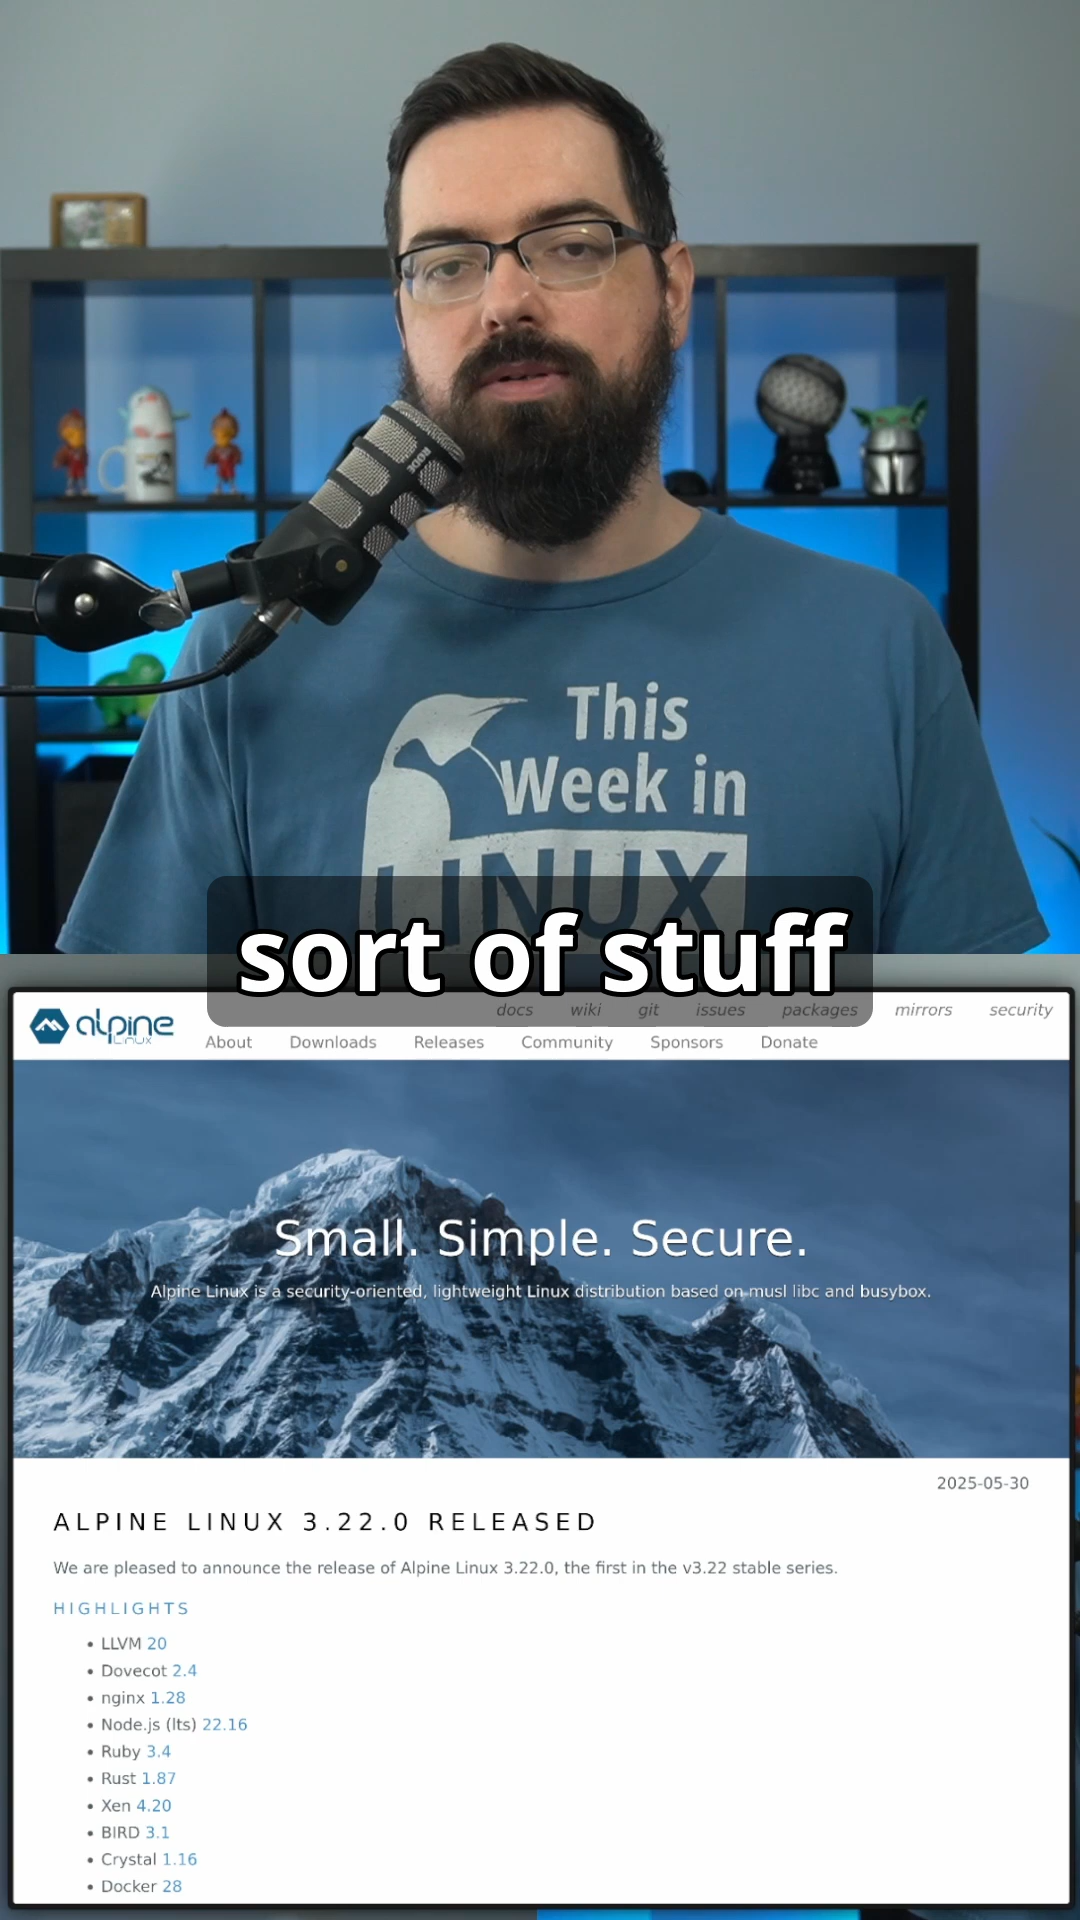 RODE
This
Week in
LINUX
sort of stuff
docs wiki git issues packages mirrors security
alpine
Linux
About Downloads Releases Community Sponsors Donate
Small. Simple. Secure.
Alpine Linux is a security-oriented, lightweight Linux distribution based on musl libc and busybox.
2025-05-30
ALPINE LINUX 3.22.0 RELEASED
We are pleased to announce the release of Alpine Linux 3.22.0, the first in the v3.22 stable series.
HIGHLIGHTS
• LLVM 20
• Dovecot 2.4
• nginx 1.28
• Node.js (lts) 22.16
• Ruby 3.4
• Rust 1.87
• Xen 4.20
• BIRD 3.1
• Crystal 1.16
• Docker 28